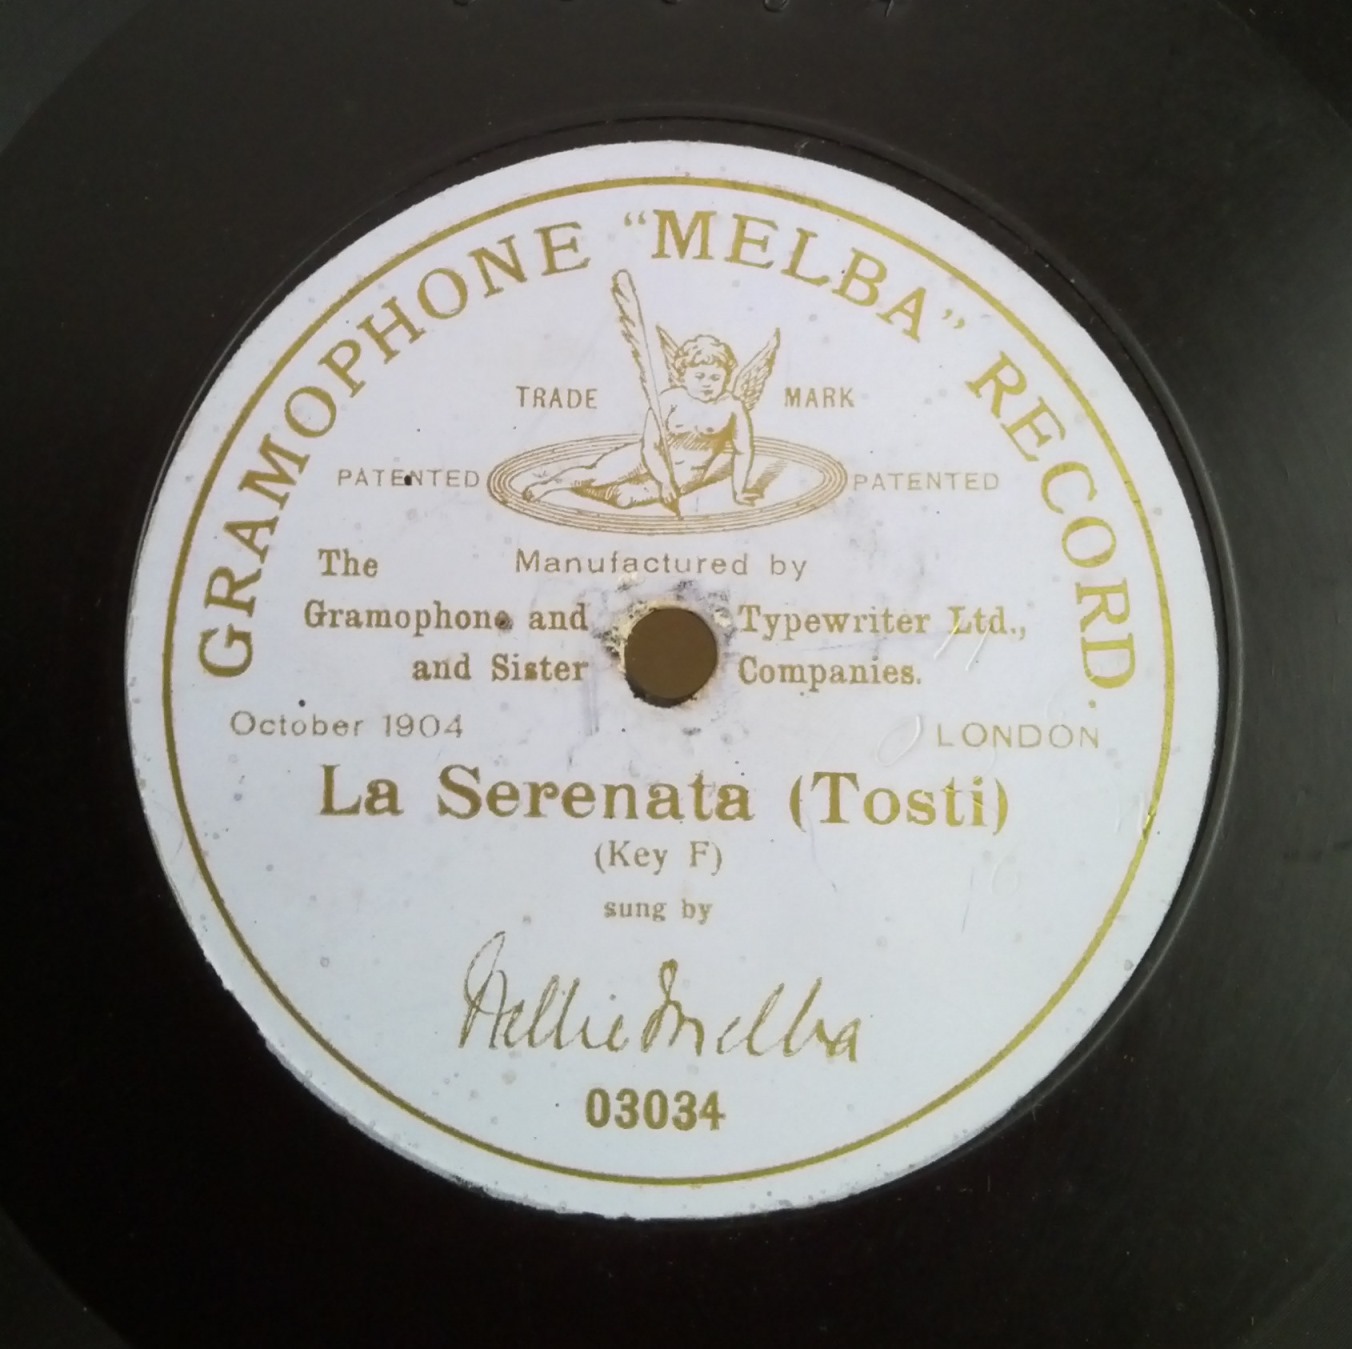 GRAMOPHONE "MELBA" RECORD.
TRADE MARK
PATENTED PATENTED
Manufactured by
The Gramophone and Typewriter Ltd.,
and Sister Companies.
October 1904 LONDON
La Serenata (Tosti)
(Key F)
sung by
Nellie Melba
03034